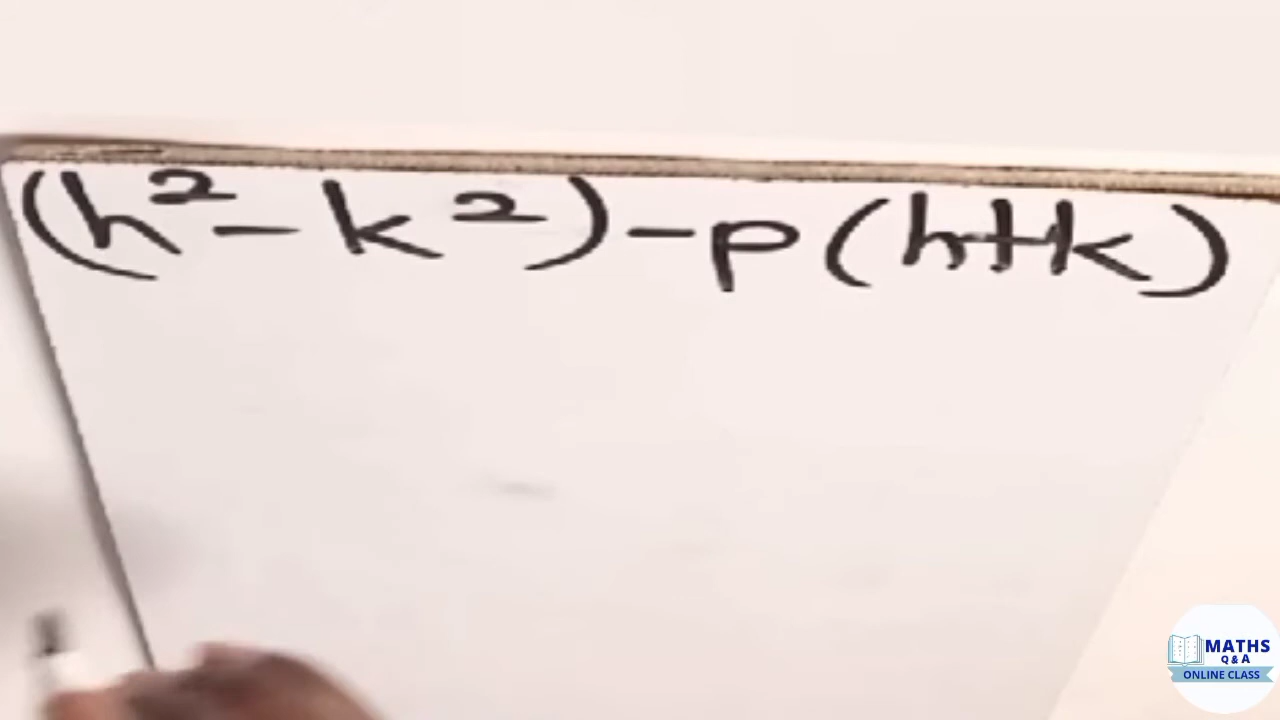 (h²-k²)-p(h+k)
MATHS
Q & A
ONLINE CLASS